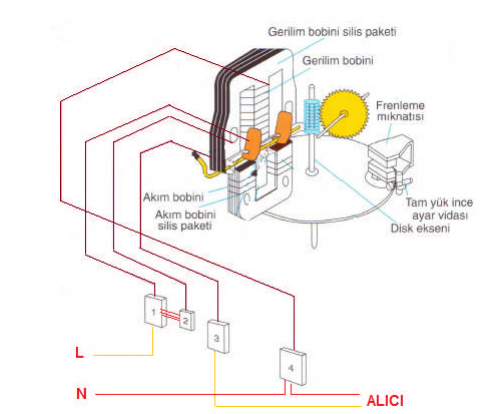 Gerilim bobini silis paketi
Gerilim bobini
Frenleme
mıknatısı
Akım bobini
Akım bobini
silis paketi
Tam yük ince
ayar vidası
Disk ekseni
1
2
3
4
L
N
ALICI